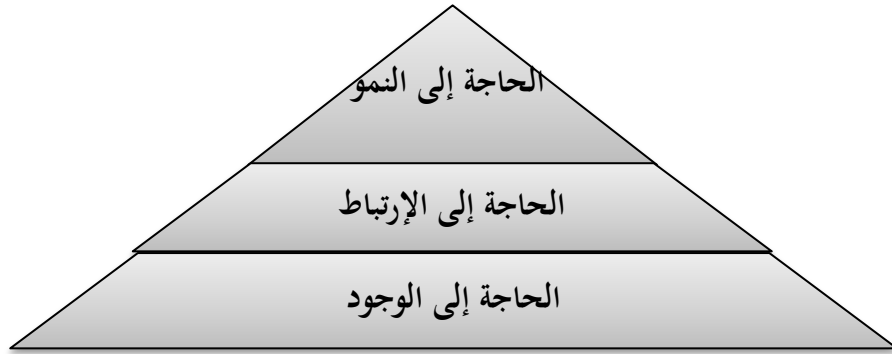 الحاجة إلى النمو
الحاجة إلى الإرتباط
الحاجة إلى الوجود